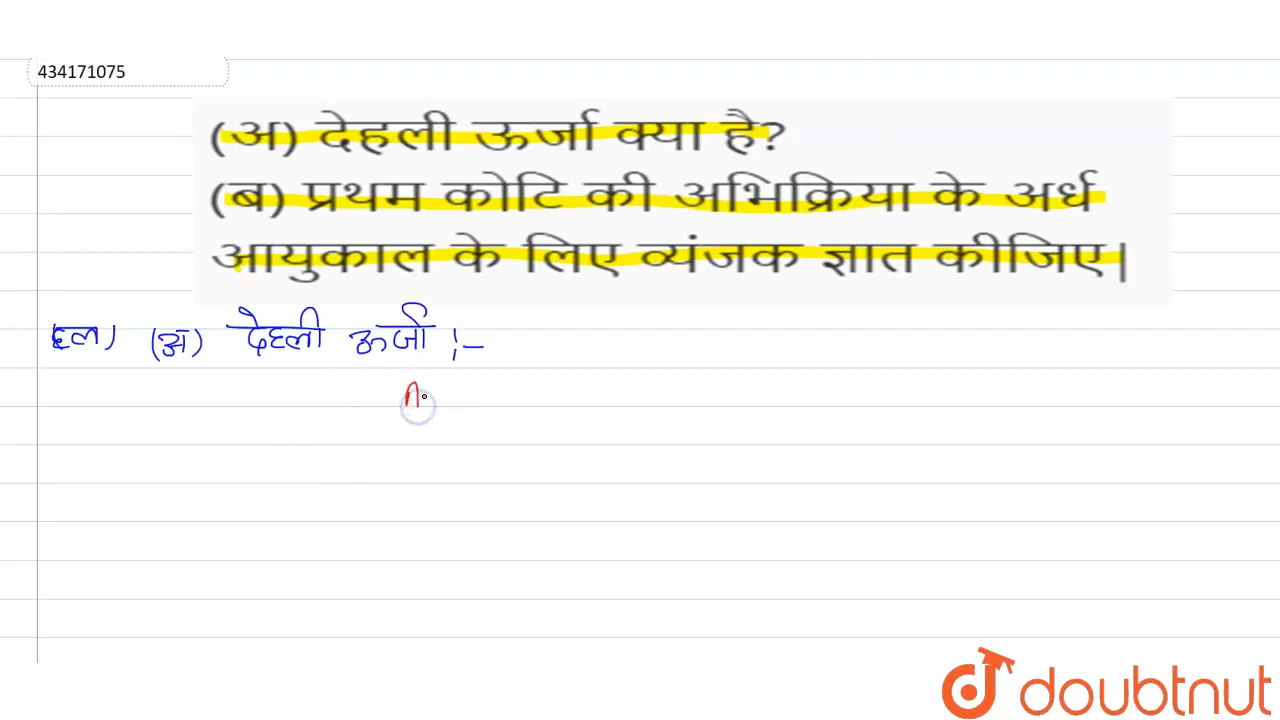 434171075
(अ) देहली ऊर्जा क्या है?
(ब) प्रथम कोटि की अभिक्रिया के अर्ध
आयुकाल के लिए व्यंजक ज्ञात कीजिए|
हल) (अ) देहली ऊर्जा :-
doubtnut